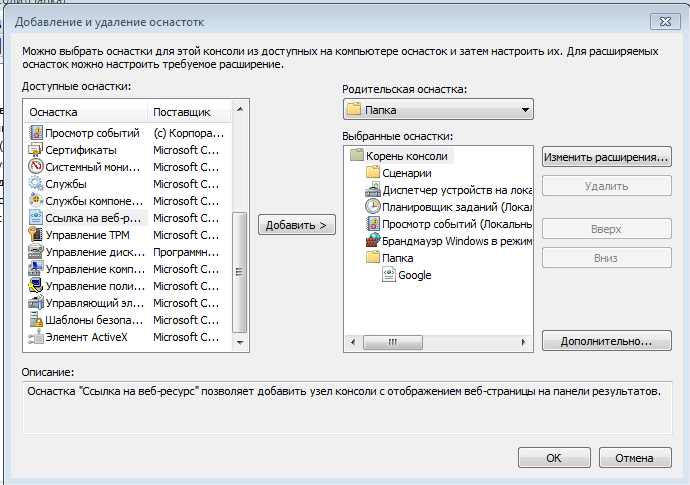 Добавление и удаление оснастотк
Можно выбрать оснастки для этой консоли из доступных на компьютере оснасток и затем настроить их. Для расширяемых
оснасток можно настроить требуемое расширение.
Доступные оснастки:
Оснастка Поставщик
Просмотр событий (c) Корпора...
Сертификаты Microsoft C...
Системный мони... Microsoft C...
Службы Microsoft C...
Службы компоне... Microsoft C...
Ссылка на веб-р... Microsoft C...
Управление TPM Microsoft C...
Управление диск... Программн...
Управление комп... Microsoft C...
Управление поли... Microsoft C...
Управляющий эл... Microsoft C...
Шаблоны безопа... Microsoft C...
Элемент ActiveX Microsoft C...
Добавить >
Родительская оснастка:
Папка
Выбранные оснастки:
Корень консоли
Сценарии
Диспетчер устройств на лока
Планировщик заданий (Локал
Просмотр событий (Локальны
Брандмауэр Windows в режим
Папка
Google
Изменить расширения...
Удалить
Вверх
Вниз
Дополнительно...
Описание:
Оснастка "Ссылка на веб-ресурс" позволяет добавить узел консоли с отображением веб-страницы на панели результатов.
OK
Отмена